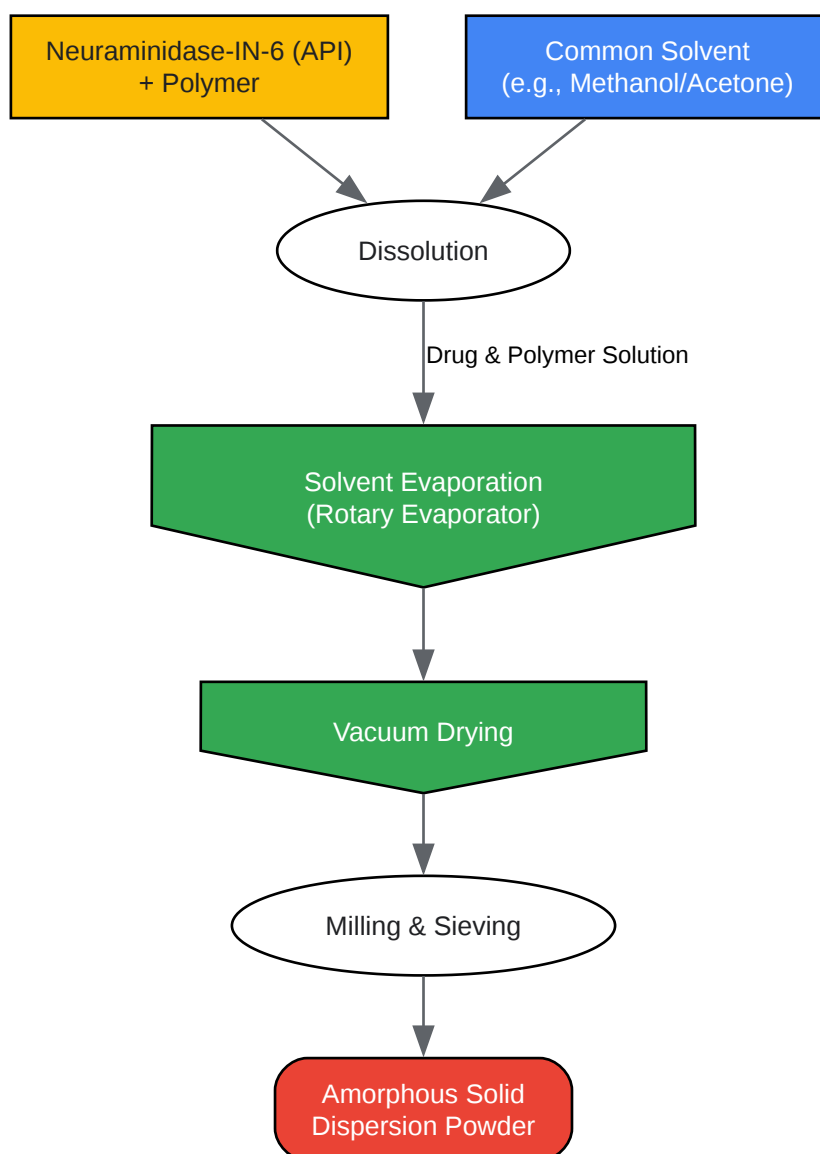 Neuraminidase-IN-6 (API)
+ Polymer
Common Solvent
(e.g., Methanol/Acetone)
Dissolution
Drug & Polymer Solution
Solvent Evaporation
(Rotary Evaporator)
Vacuum Drying
Milling & Sieving
Amorphous Solid
Dispersion Powder